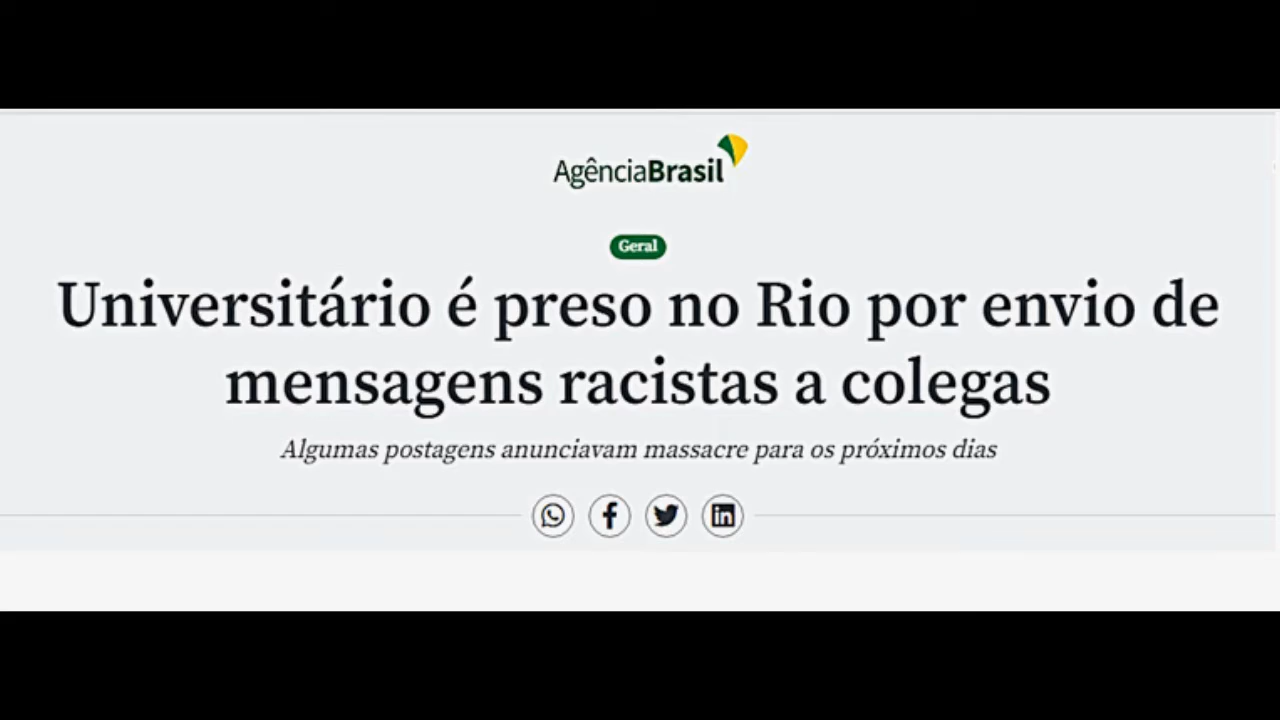 AgênciaBrasil
Geral
Universitário é preso no Rio por envio de
mensagens racistas a colegas
Algumas postagens anunciavam massacre para os próximos dias